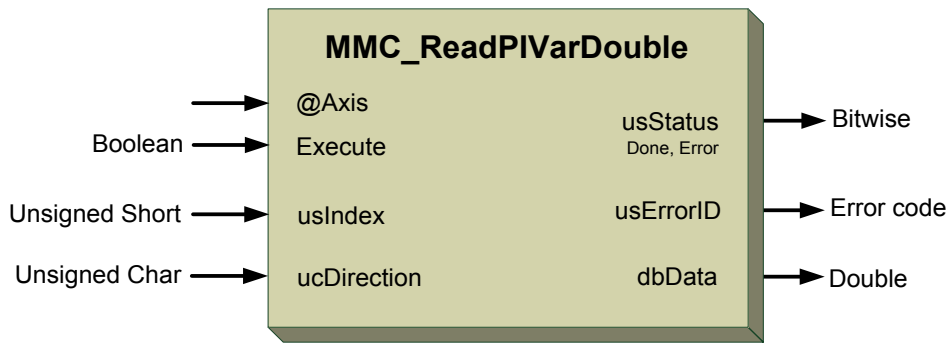 MMC_ReadPIVarDouble
@Axis
Boolean
Execute
usStatus
Done, Error
Bitwise
Unsigned Short
usIndex
usErrorID
Error code
Unsigned Char
ucDirection
dbData
Double